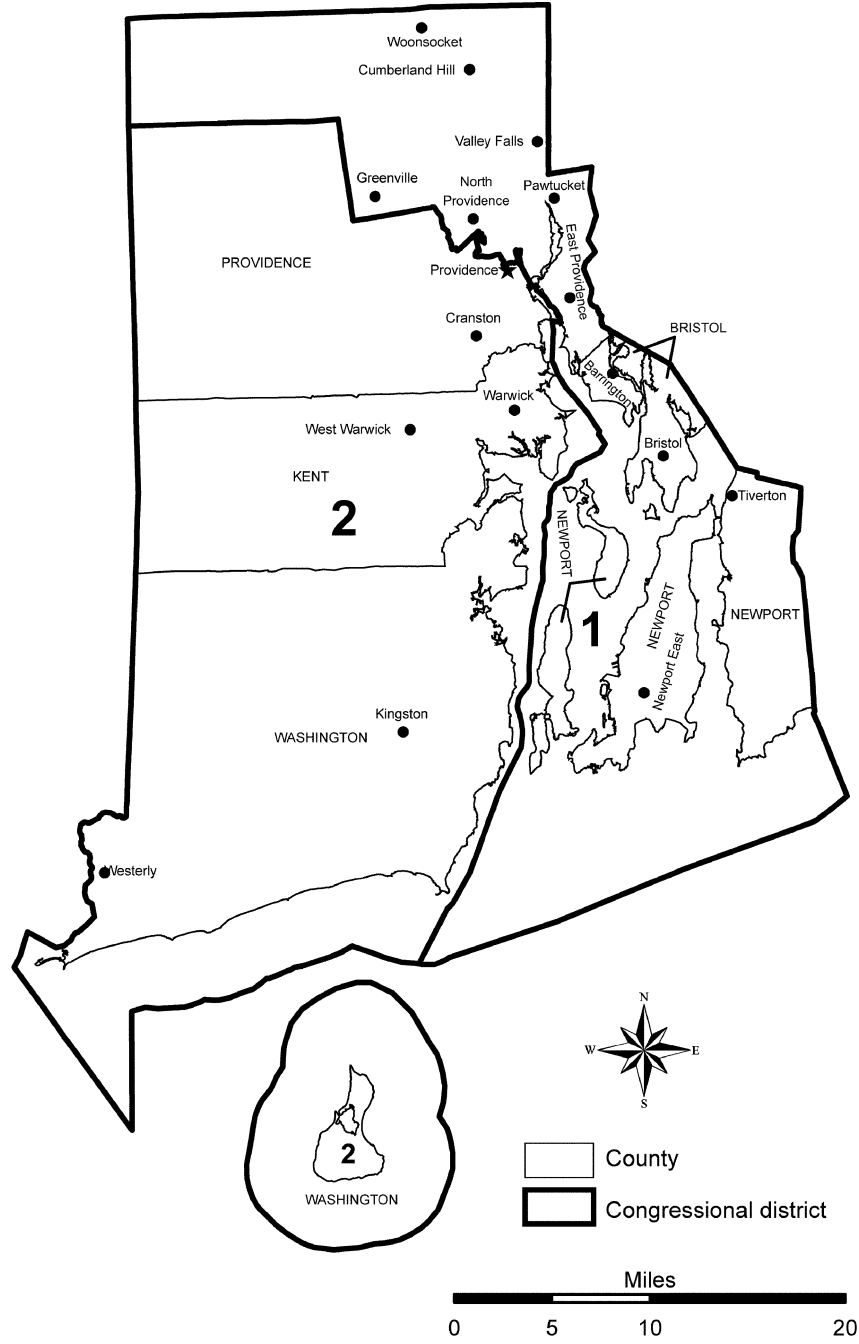 Woonsocket
Cumberland Hill
Valley Falls
Greenville
North
Providence
Pawtucket
East Providence
PROVIDENCE
Providence
Cranston
BRISTOL
Barrington
Warwick
West Warwick
Bristol
KENT
2
Tiverton
NEWPORT
1
NEWPORT
NEWPORT
Newport East
Kingston
WASHINGTON
Westerly
N
W
E
S
2
WASHINGTON
County
Congressional district
Miles
0 5 10 20